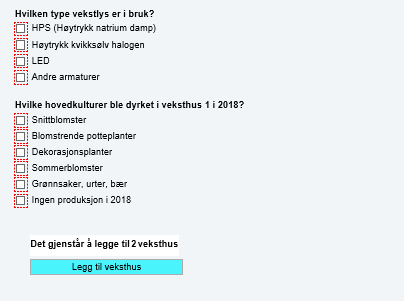 Hvilken type vekstlys er i bruk?
HPS (Høytrykk natrium damp)
Høytrykk kvikksølv halogen
LED
Andre armaturer
Hvilke hovedkulturer ble dyrket i veksthus 1 i 2018?
Snittblomster
Blomstrende potteplanter
Dekorasjonsplanter
Sommerblomster
Grønnsaker, urter, bær
Ingen produksjon i 2018
Det gjenstår å legge til 2 veksthus
Legg til veksthus